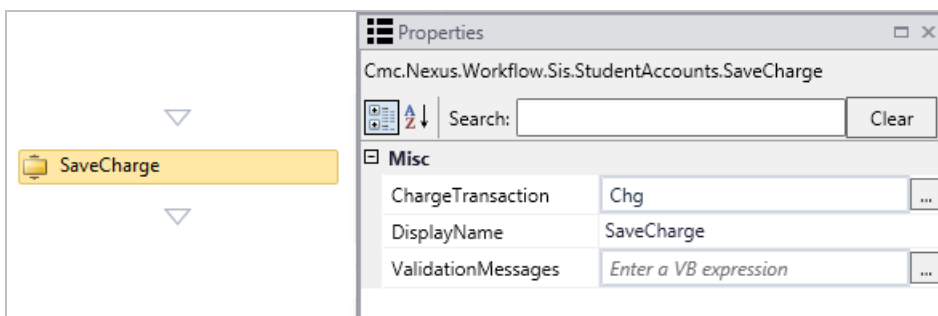 Properties
Cmc.Nexus.Workflow.Sis.StudentAccounts.SaveCharge
A Z Search: Clear
Misc
SaveCharge
ChargeTransaction Chg ...
DisplayName SaveCharge
ValidationMessages Enter a VB expression ...